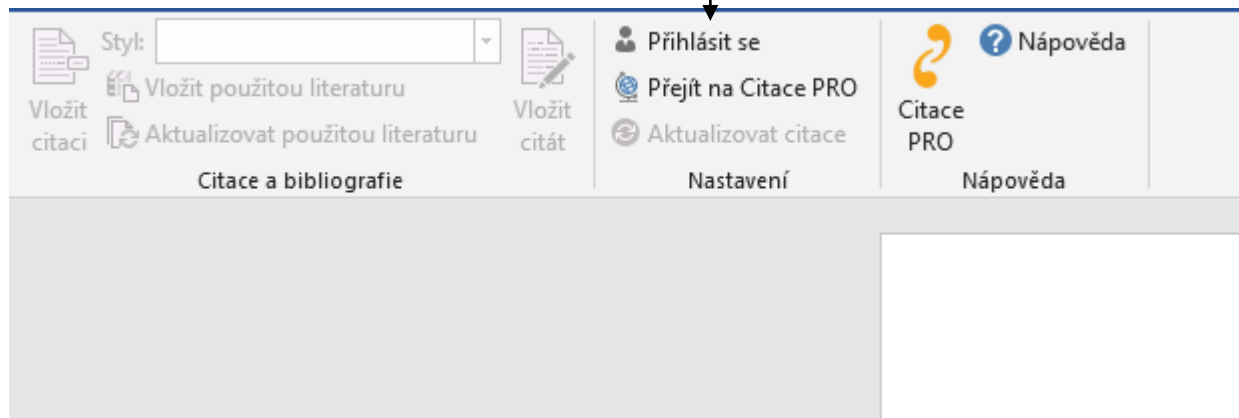 Styl:
Vložit použitou literaturu
Aktualizovat použitou literaturu
Vložit
citaci
Vložit
citát
Citace a bibliografie
Přihlásit se
Přejít na Citace PRO
Aktualizovat citace
Nastavení
Citace
PRO
Nápověda
Nápověda